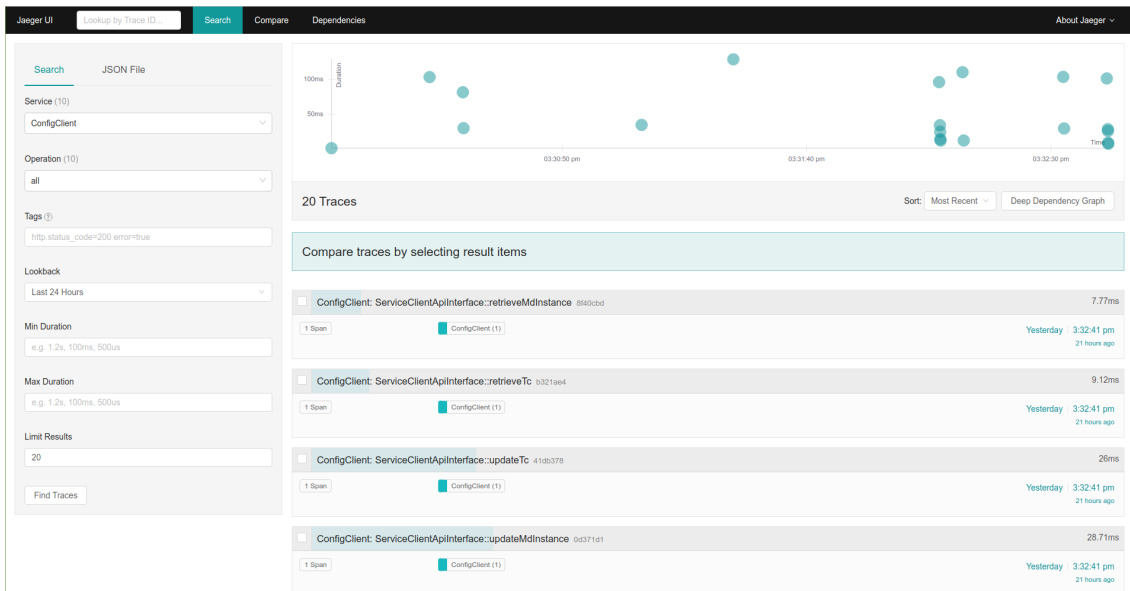 Jaeger UI Lookup by Trace ID... Search Compare Dependencies About Jaeger
Search JSON File
Service (10)
ConfigClient
Operation (10)
all
Tags
http.status_code=200 error=true
Lookback
Last 24 Hours
Min Duration
e.g. 1.2s, 100ms, 500us
Max Duration
e.g. 1.2s, 100ms, 500us
Limit Results
20
Find Traces
Duration
100ms
50ms
Time
03:30:50 pm 03:31:40 pm 03:32:30 pm
20 Traces Sort: Most Recent Deep Dependency Graph
Compare traces by selecting result items
ConfigClient: ServiceClientApiInterface::retrieveMdInstance 8f40cbd 7.77ms
1 Span ConfigClient (1) Yesterday 3:32:41 pm
21 hours ago
ConfigClient: ServiceClientApiInterface::retrieveTc b321ae4 9.12ms
1 Span ConfigClient (1) Yesterday 3:32:41 pm
21 hours ago
ConfigClient: ServiceClientApiInterface::updateTc 41db378 26ms
1 Span ConfigClient (1) Yesterday 3:32:41 pm
21 hours ago
ConfigClient: ServiceClientApiInterface::updateMdInstance 0d371d1 28.71ms
1 Span ConfigClient (1) Yesterday 3:32:41 pm
21 hours ago